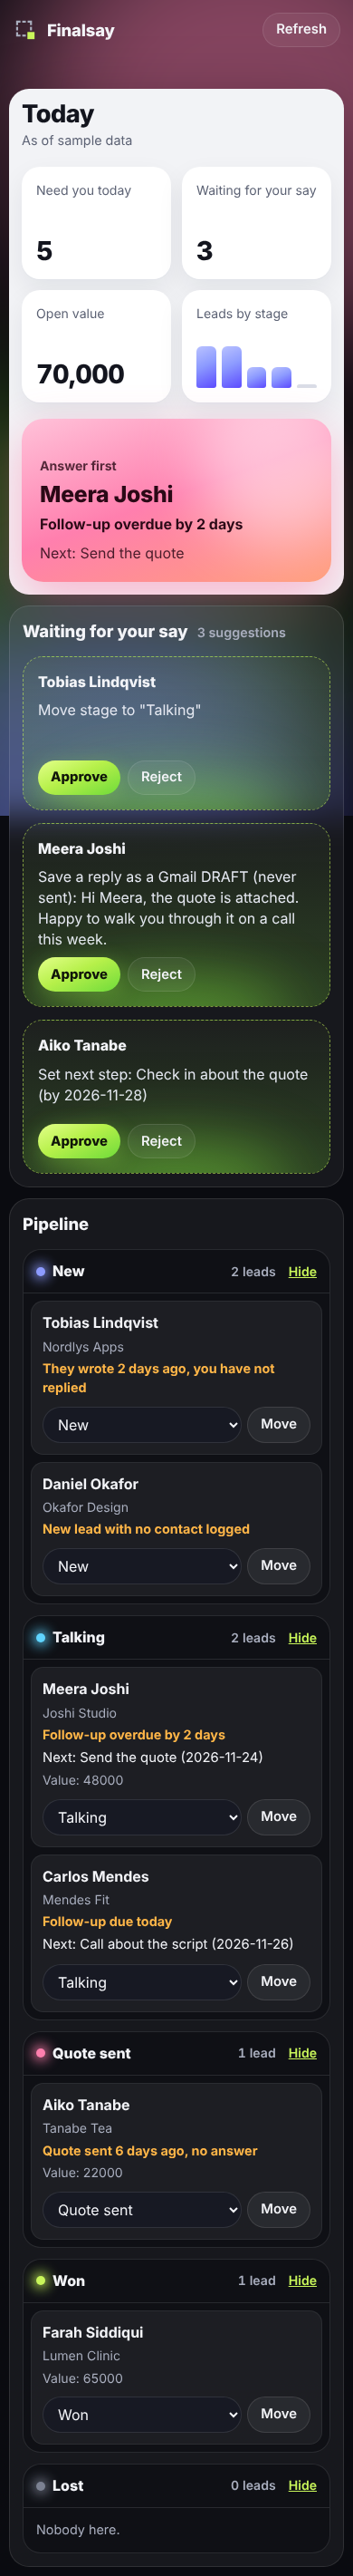 Finalsay
Refresh
Today
As of sample data
Need you today
5
Waiting for your say
3
Open value
70,000
Leads by stage
Answer first
Meera Joshi
Follow-up overdue by 2 days
Next: Send the quote
Waiting for your say
3 suggestions
Tobias Lindqvist
Move stage to "Talking"
Approve
Reject
Meera Joshi
Save a reply as a Gmail DRAFT (never
sent): Hi Meera, the quote is attached.
Happy to walk you through it on a call
this week.
Approve
Reject
Aiko Tanabe
Set next step: Check in about the quote
(by 2026-11-28)
Approve
Reject
Pipeline
New
2 leads
Hide
Tobias Lindqvist
Nordlys Apps
They wrote 2 days ago, you have not
replied
New
Move
Daniel Okafor
Okafor Design
New lead with no contact logged
New
Move
Talking
2 leads
Hide
Meera Joshi
Joshi Studio
Follow-up overdue by 2 days
Next: Send the quote (2026-11-24)
Value: 48000
Talking
Move
Carlos Mendes
Mendes Fit
Follow-up due today
Next: Call about the script (2026-11-26)
Talking
Move
Quote sent
1 lead
Hide
Aiko Tanabe
Tanabe Tea
Quote sent 6 days ago, no answer
Value: 22000
Quote sent
Move
Won
1 lead
Hide
Farah Siddiqui
Lumen Clinic
Value: 65000
Won
Move
Lost
0 leads
Hide
Nobody here.